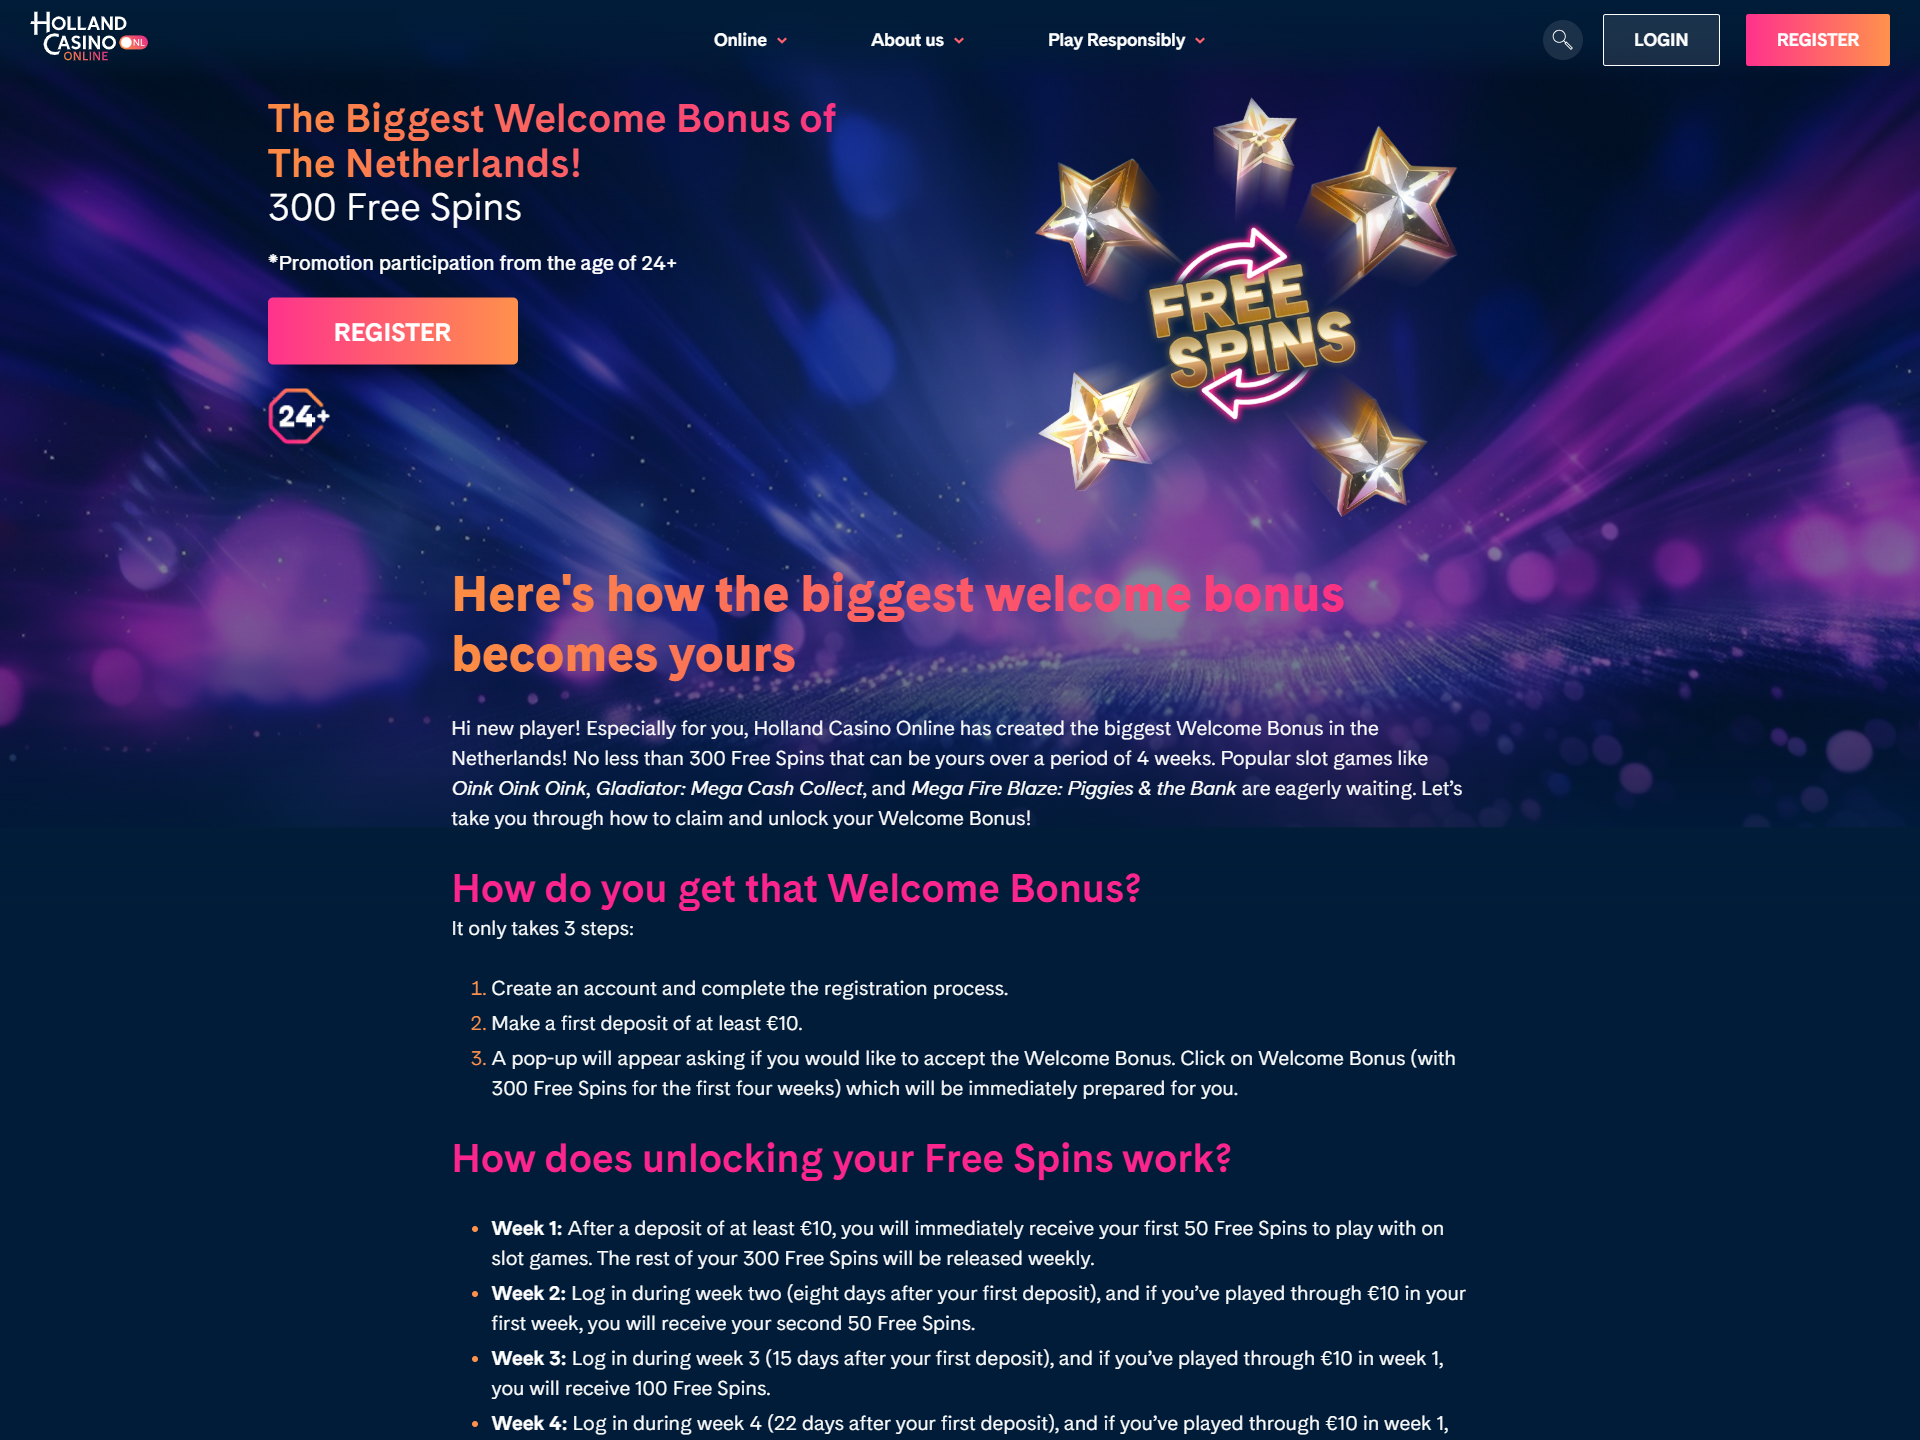 HOLLAND
CASINO NL
ONLINE
Online
About us
Play Responsibly
LOGIN
REGISTER
The Biggest Welcome Bonus of
The Netherlands!
300 Free Spins
*Promotion participation from the age of 24+
REGISTER
24+
FREE
SPINS
Here's how the biggest welcome bonus
becomes yours
Hi new player! Especially for you, Holland Casino Online has created the biggest Welcome Bonus in the
Netherlands! No less than 300 Free Spins that can be yours over a period of 4 weeks. Popular slot games like
Oink Oink Oink, Gladiator: Mega Cash Collect, and Mega Fire Blaze: Piggies & the Bank are eagerly waiting. Let’s
take you through how to claim and unlock your Welcome Bonus!
How do you get that Welcome Bonus?
It only takes 3 steps:
1. Create an account and complete the registration process.
2. Make a first deposit of at least €10.
3. A pop-up will appear asking if you would like to accept the Welcome Bonus. Click on Welcome Bonus (with
300 Free Spins for the first four weeks) which will be immediately prepared for you.
How does unlocking your Free Spins work?
• Week 1: After a deposit of at least €10, you will immediately receive your first 50 Free Spins to play with on
slot games. The rest of your 300 Free Spins will be released weekly.
• Week 2: Log in during week two (eight days after your first deposit), and if you’ve played through €10 in your
first week, you will receive your second 50 Free Spins.
• Week 3: Log in during week 3 (15 days after your first deposit), and if you’ve played through €10 in week 1,
you will receive 100 Free Spins.
• Week 4: Log in during week 4 (22 days after your first deposit), and if you’ve played through €10 in week 1,